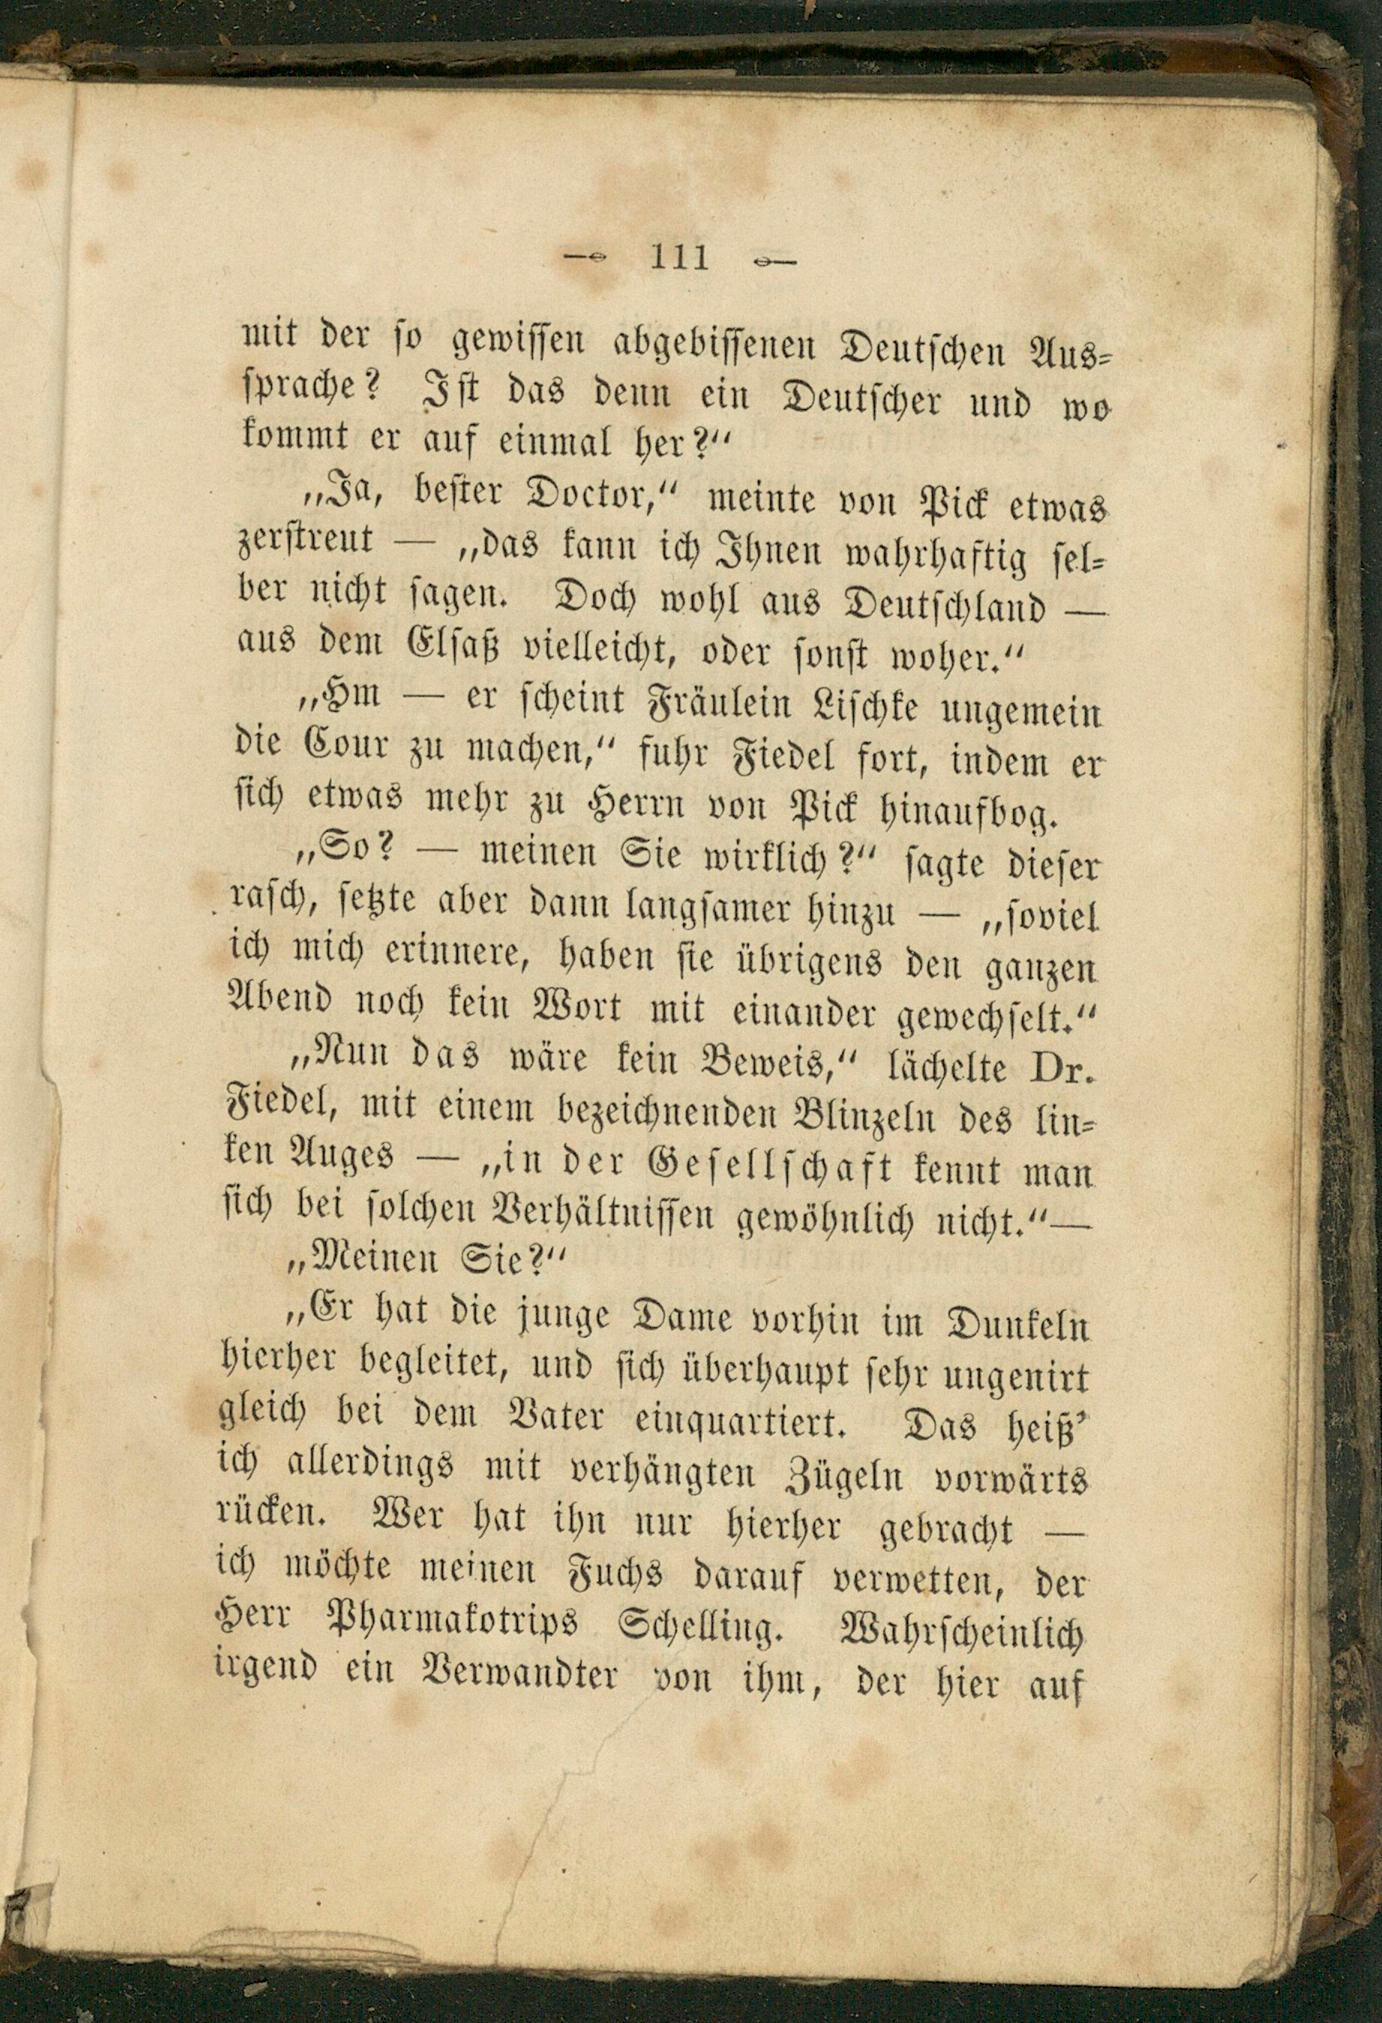 111
mit der so gewissen abgebissenen Deutschen Aus-
sprache? Ist das denn ein Deutscher und wo
kommt er auf einmal her?“
„Ja, bester Doctor,“ meinte von Pick etwas
zerstreut — „das kann ich Ihnen wahrhaftig sel-
ber nicht sagen. Doch wohl aus Deutschland —
aus dem Elsaß vielleicht, oder sonst woher.“
„Hm — er scheint Fräulein Lischke ungemein
die Cour zu machen,“ fuhr Fiedel fort, indem er
sich etwas mehr zu Herrn von Pick hinaufbog.
„So? — meinen Sie wirklich?“ sagte dieser
rasch, setzte aber dann langsamer hinzu — „soviel
ich mich erinnere, haben sie übrigens den ganzen
Abend noch kein Wort mit einander gewechselt.“
„Nun das wäre kein Beweis,“ lächelte Dr.
Fiedel, mit einem bezeichnenden Blinzeln des lin-
ken Auges — „in der Gesellschaft kennt man
sich bei solchen Verhältnissen gewöhnlich nicht.“—
„Meinen Sie?“
„Er hat die junge Dame vorhin im Dunkeln
hierher begleitet, und sich überhaupt sehr ungenirt
gleich bei dem Vater einquartiert. Das heiß’
ich allerdings mit verhängten Zügeln vorwärts
rücken. Wer hat ihn nur hierher gebracht —
ich möchte meinen Fuchs darauf verwetten, der
Herr Pharmakotrips Schelling. Wahrscheinlich
irgend ein Verwandter von ihm, der hier auf